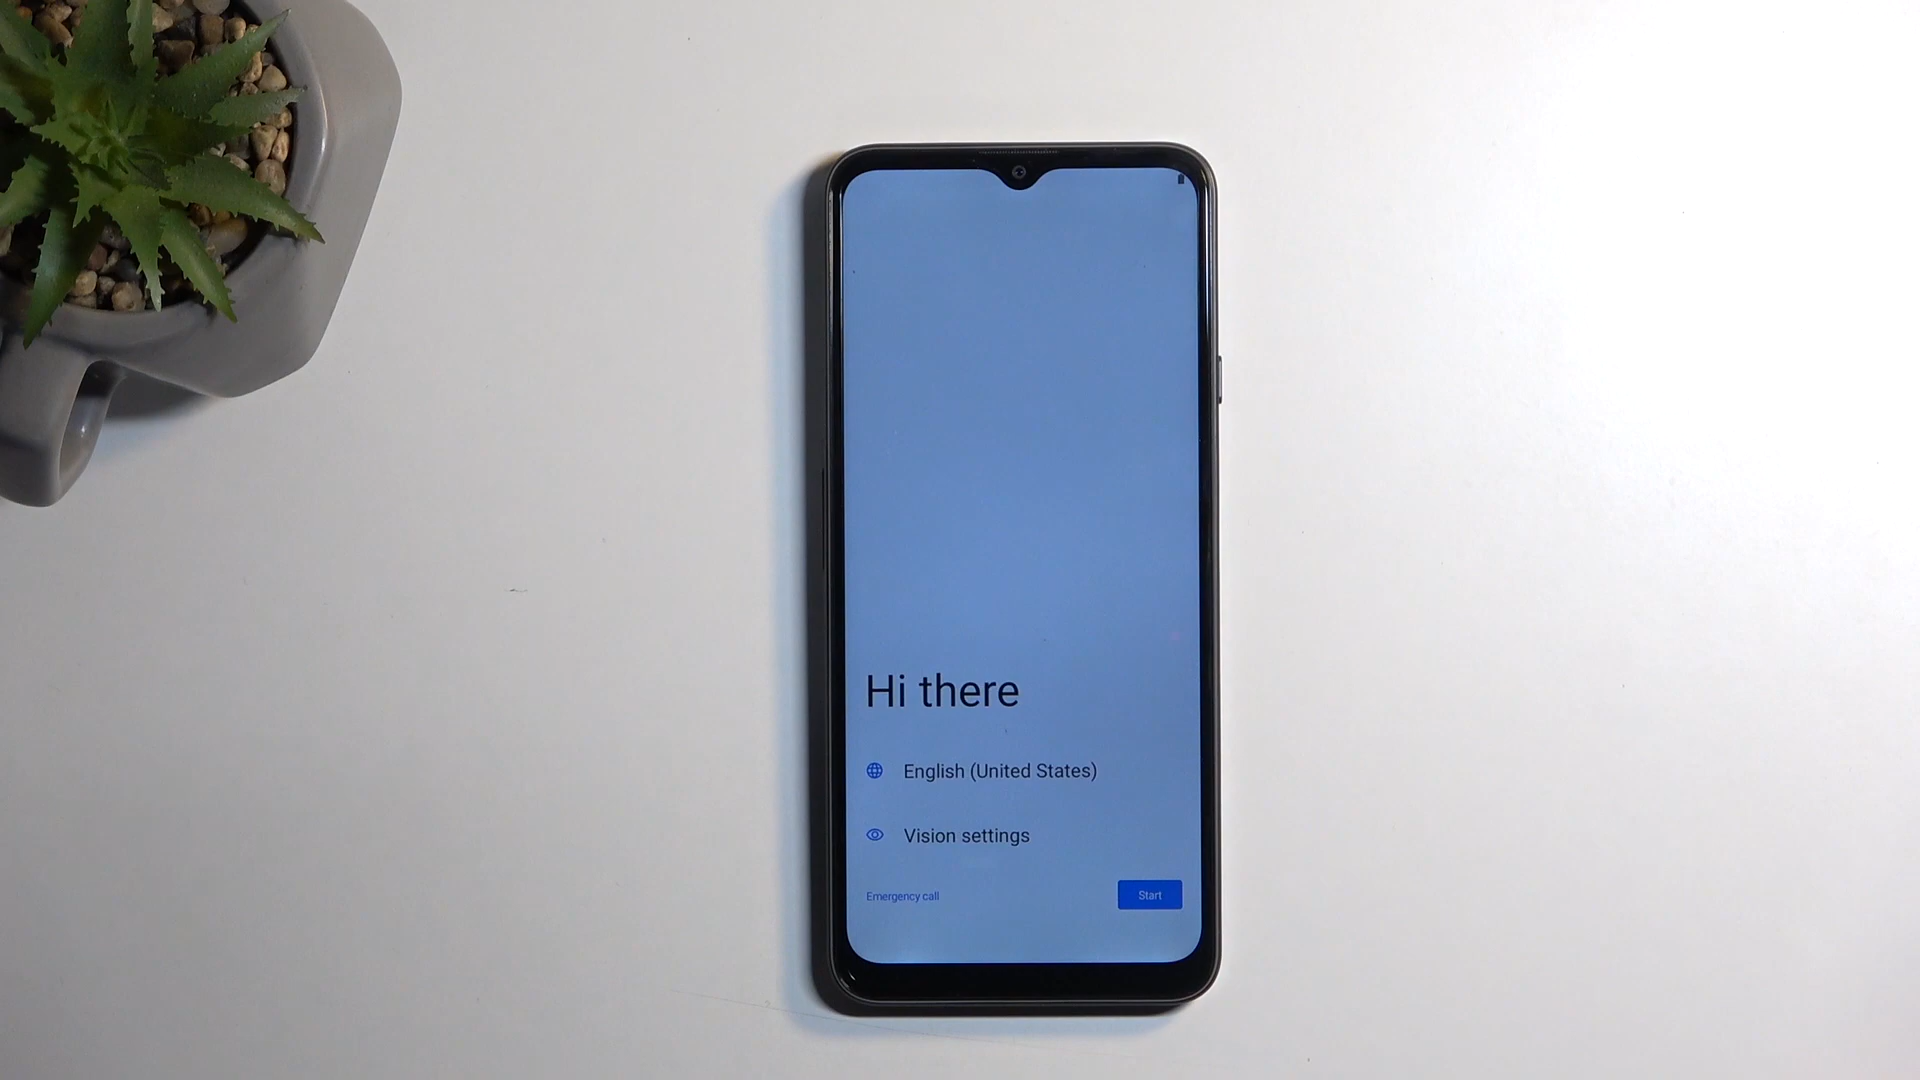 Hi there
English (United States)
Vision settings
Emergency call
Start